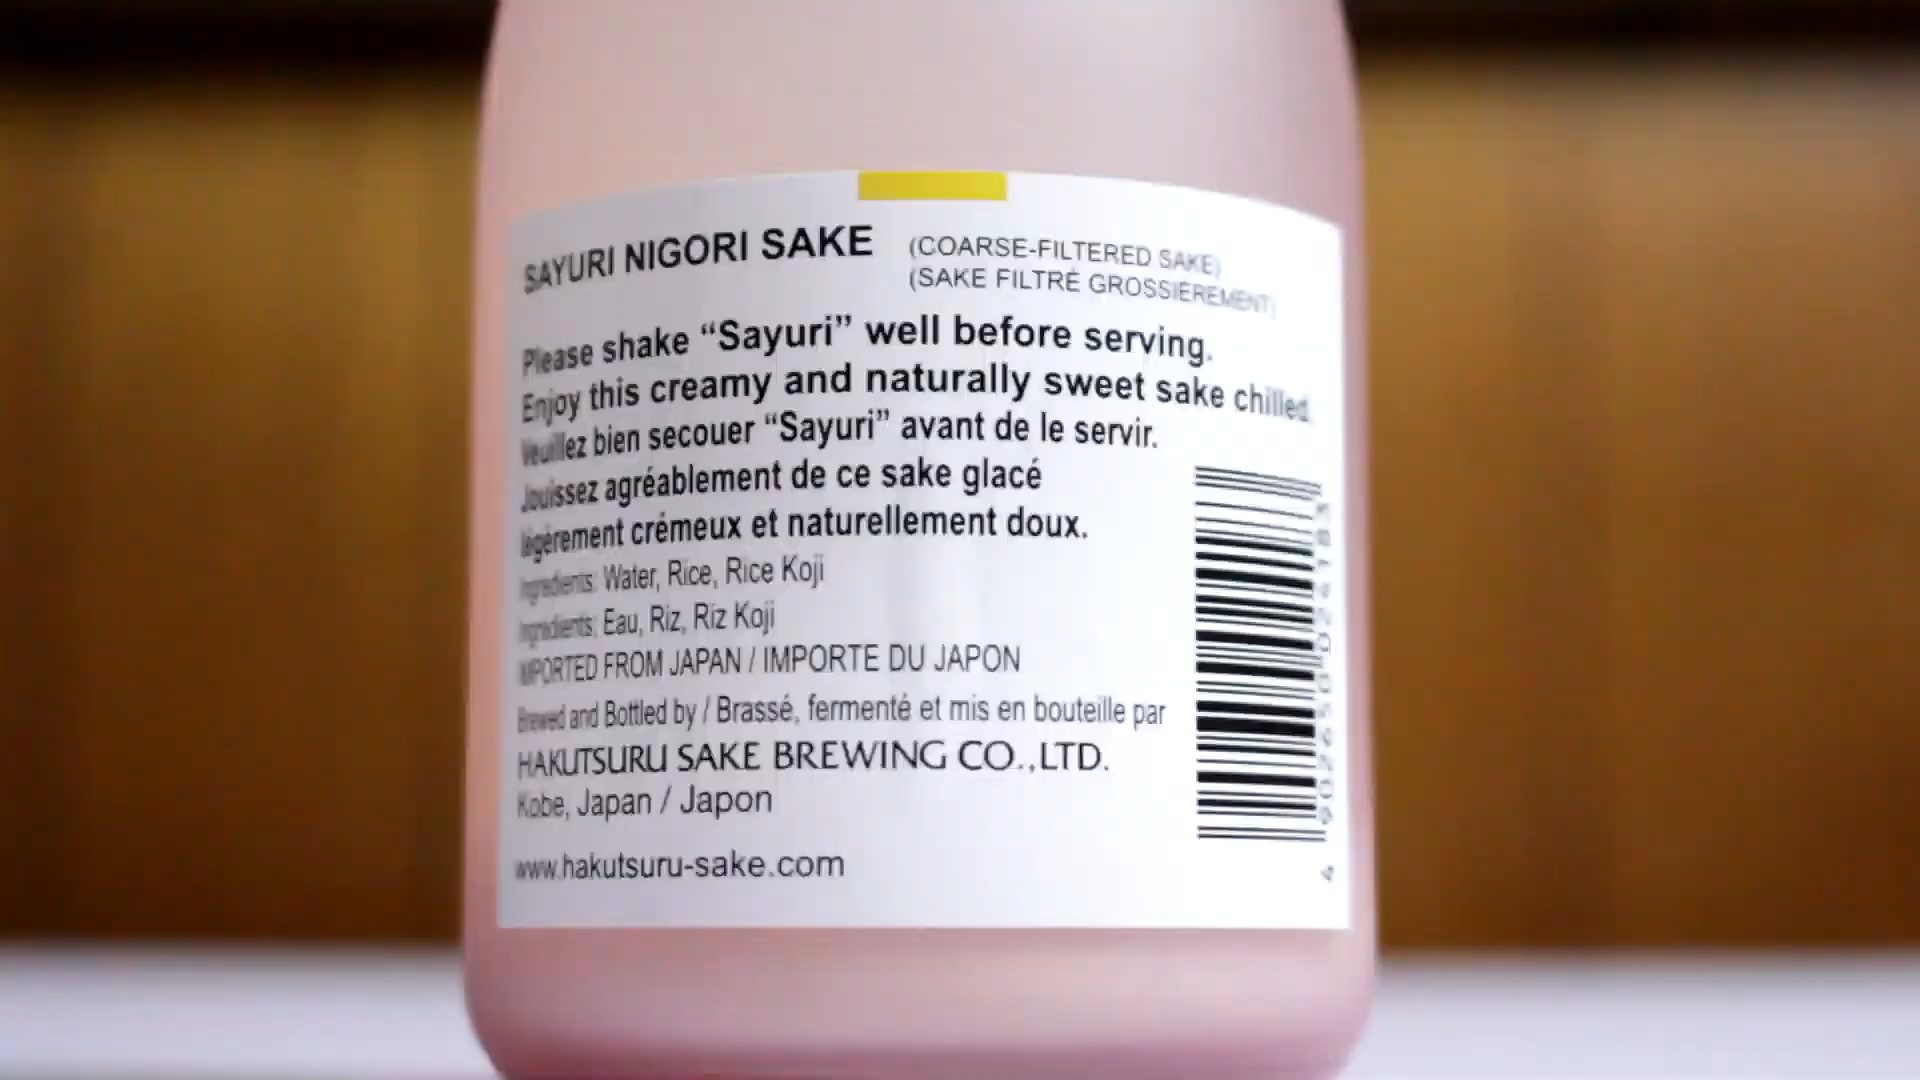 SAYURI NIGORI SAKE (COARSE-FILTERED SAKE)
(SAKE FILTRÉ GROSSIÈREMENT)
Please shake “Sayuri” well before serving.
Enjoy this creamy and naturally sweet sake chilled.
Veuillez bien secouer “Sayuri” avant de le servir.
Jouissez agréablement de ce sake glacé
légèrement crémeux et naturellement doux.
Ingredients: Water, Rice, Rice Koji
Ingrédients: Eau, Riz, Riz Koji
IMPORTED FROM JAPAN / IMPORTE DU JAPON
Brewed and Bottled by / Brassé, fermenté et mis en bouteille par
HAKUTSURU SAKE BREWING CO.,LTD.
Kobe, Japan / Japon
www.hakutsuru-sake.com